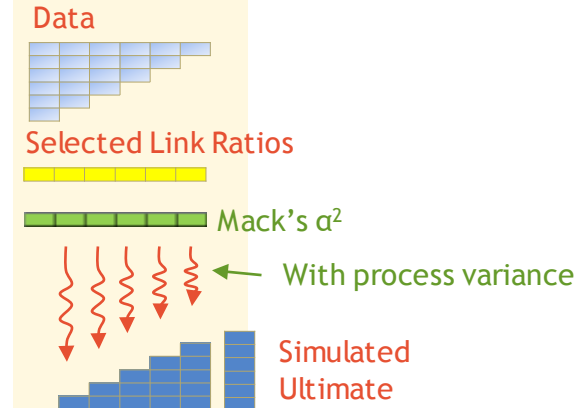 Data
Selected Link Ratios
Mack's α²
With process variance
Simulated
Ultimate